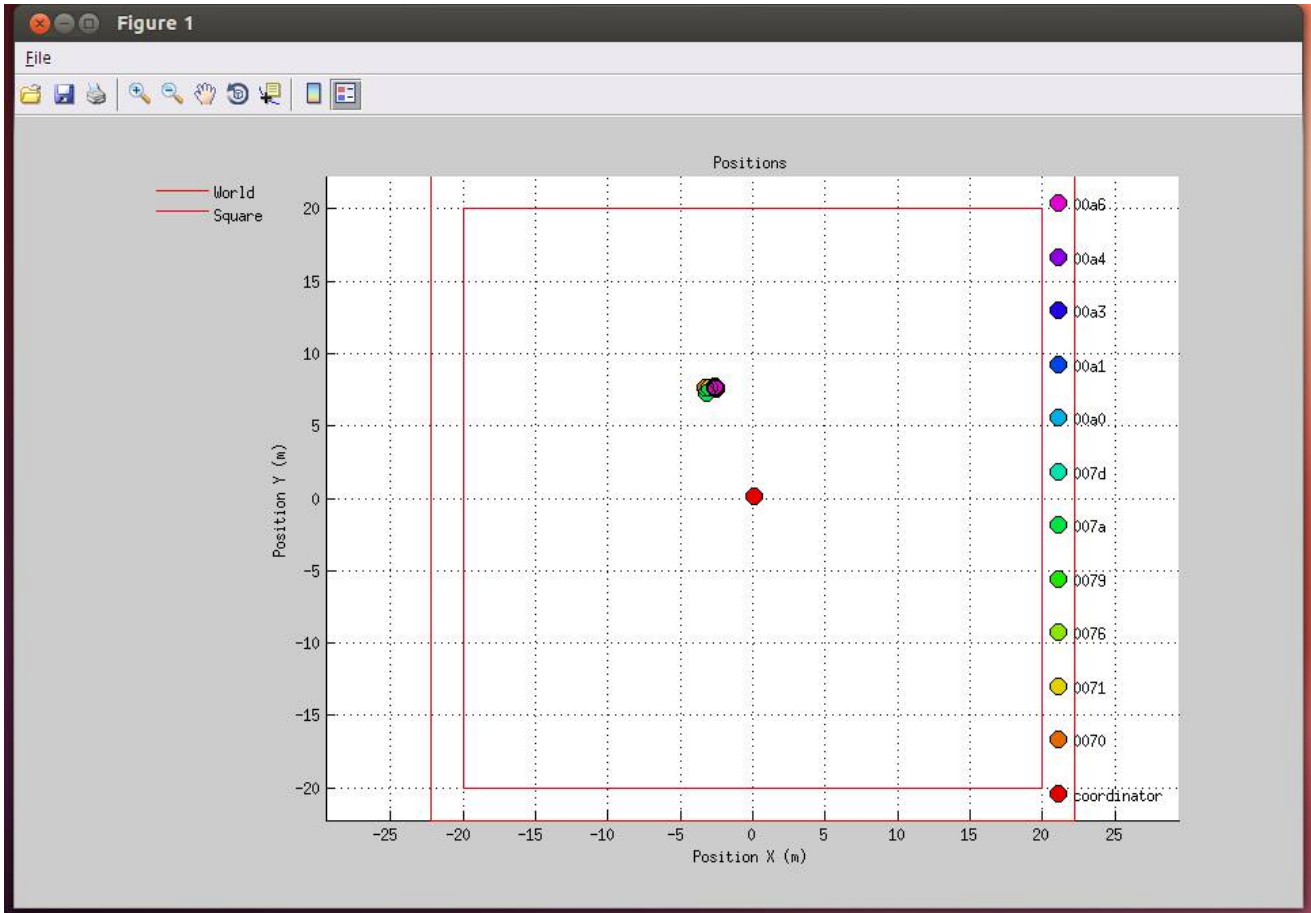 Figure 1
File
Positions
World
Square
20
15
10
5
0
-5
-10
-15
-20
Position Y (m)
00a6
00a4
00a3
00a1
00a0
007d
007a
0079
0076
0071
0070
coordinator
-25 -20 -15 -10 -5 0 5 10 15 20 25
Position X (m)